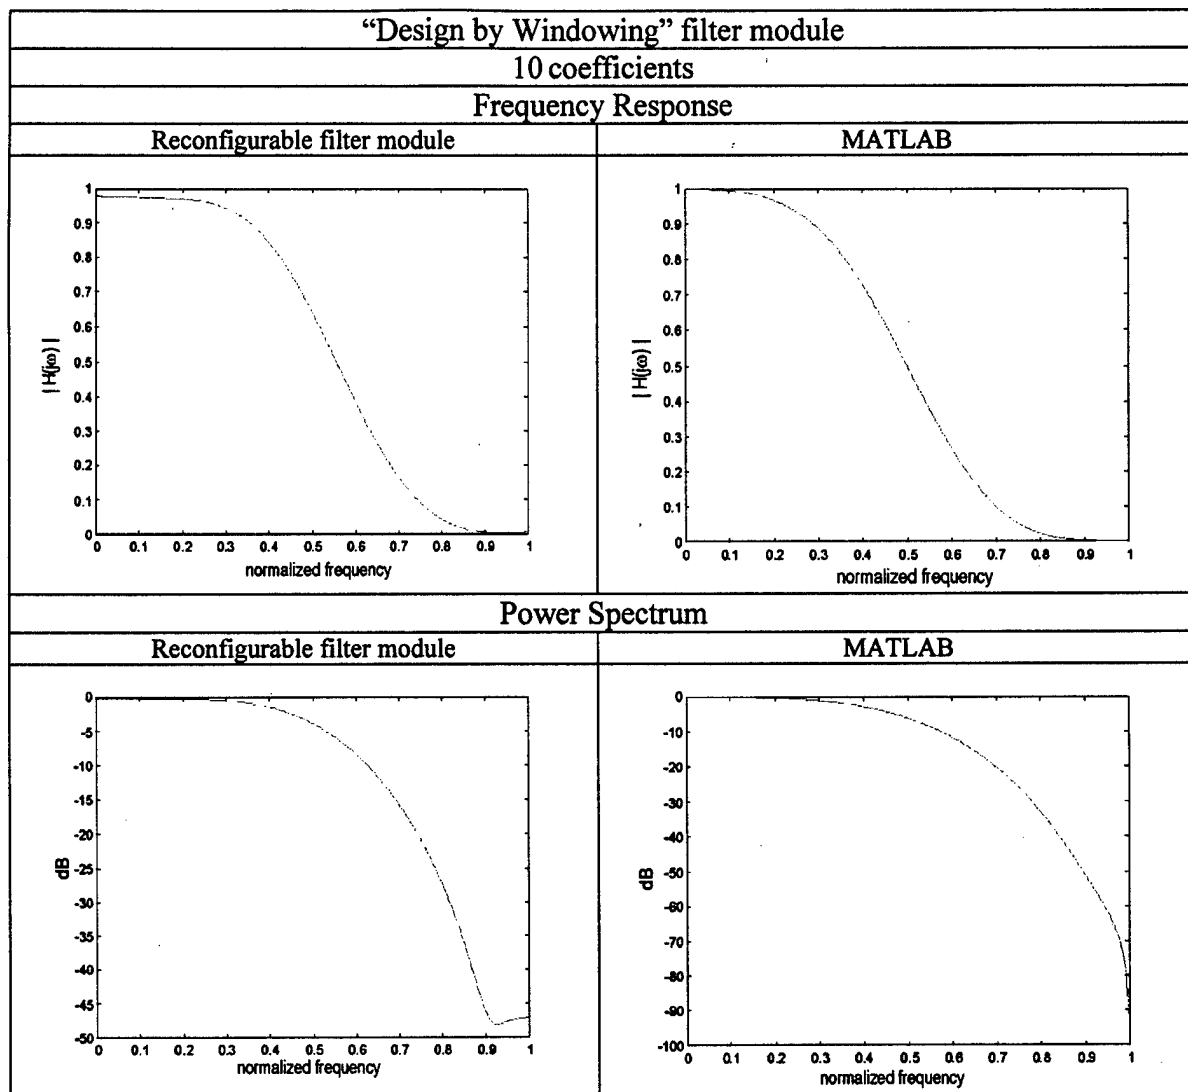 “Design by Windowing” filter module
10 coefficients
Frequency Response
Reconfigurable filter module
MATLAB
1
0.9
0.8
0.7
0.6
0.5
0.4
0.3
0.2
0.1
0
| H(jω) |
0 0.1 0.2 0.3 0.4 0.5 0.6 0.7 0.8 0.9 1
normalized frequency
1
0.9
0.8
0.7
0.6
0.5
0.4
0.3
0.2
0.1
0
| H(jω) |
0.1 0.2 0.3 0.4 0.5 0.6 0.7 0.8 0.9 1
normalized frequency
Power Spectrum
Reconfigurable filter module
MATLAB
0
-5
-10
-15
-20
-25
-30
-35
-40
-45
-50
dB
0 0.1 0.2 0.3 0.4 0.5 0.6 0.7 0.8 0.9 1
normalized frequency
0
-10
-20
-30
-40
-50
-60
-70
-80
-90
-100
dB
0 0.1 0.2 0.3 0.4 0.5 0.6 0.7 0.8 0.9 1
normalized frequency